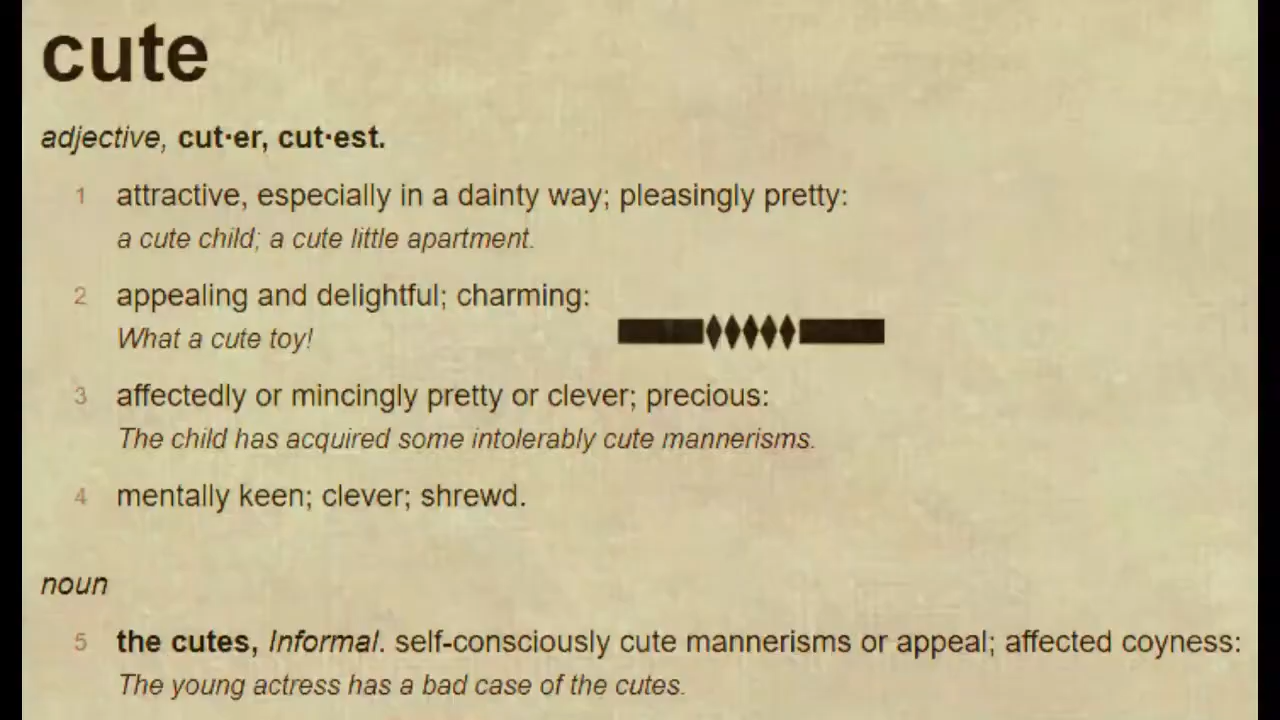 cute
adjective, cut·er, cut·est.
1 attractive, especially in a dainty way; pleasingly pretty:
a cute child; a cute little apartment.
2 appealing and delightful; charming:
What a cute toy!
3 affectedly or mincingly pretty or clever; precious:
The child has acquired some intolerably cute mannerisms.
4 mentally keen; clever; shrewd.
noun
5 the cutes, Informal. self-consciously cute mannerisms or appeal; affected coyness:
The young actress has a bad case of the cutes.